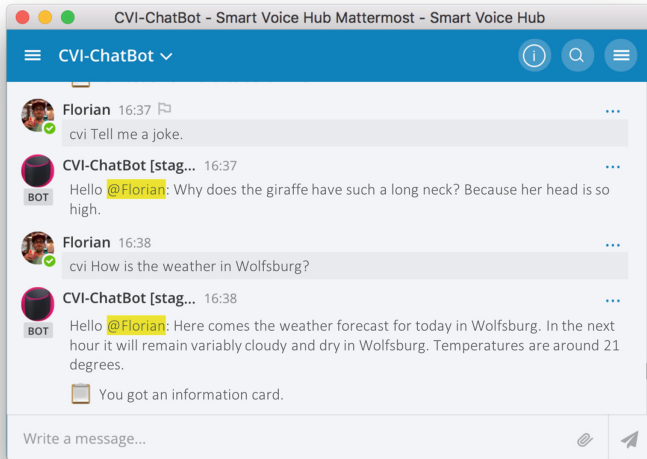 CVI-ChatBot - Smart Voice Hub Mattermost - Smart Voice Hub
CVI-ChatBot
Florian 16:37
cvi Tell me a joke.
CVI-ChatBot [stag... 16:37
BOT
Hello @Florian: Why does the giraffe have such a long neck? Because her head is so
high.
Florian 16:38
cvi How is the weather in Wolfsburg?
CVI-ChatBot [stag... 16:38
BOT
Hello @Florian: Here comes the weather forecast for today in Wolfsburg. In the next
hour it will remain variably cloudy and dry in Wolfsburg. Temperatures are around 21
degrees.
You got an information card.
Write a message...